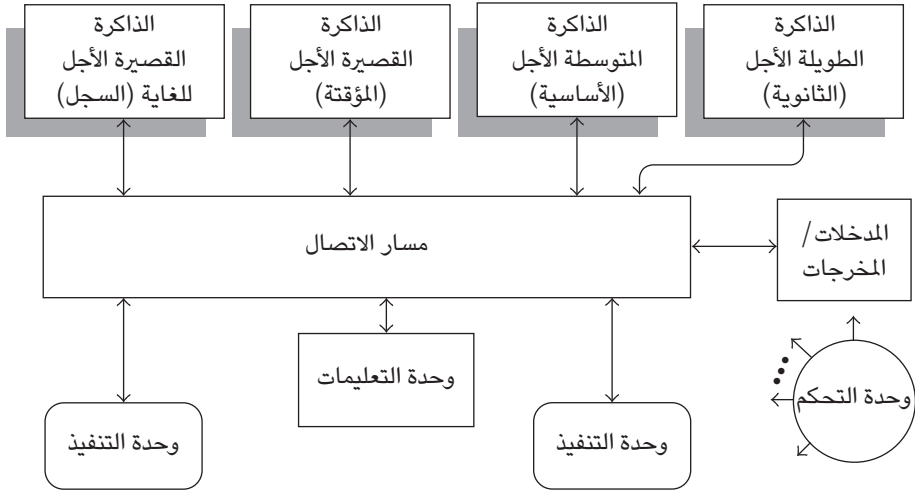 الذاكرة
الطويلة الأجل
(الثانوية)
الذاكرة
المتوسطة الأجل
(الأساسية)
الذاكرة
القصيرة الأجل
(المؤقتة)
الذاكرة
القصيرة الأجل
للغاية (السجل)
مسار الاتصال
المدخلات/
المخرجات
وحدة التعليمات
وحدة التحكم
وحدة التنفيذ
وحدة التنفيذ